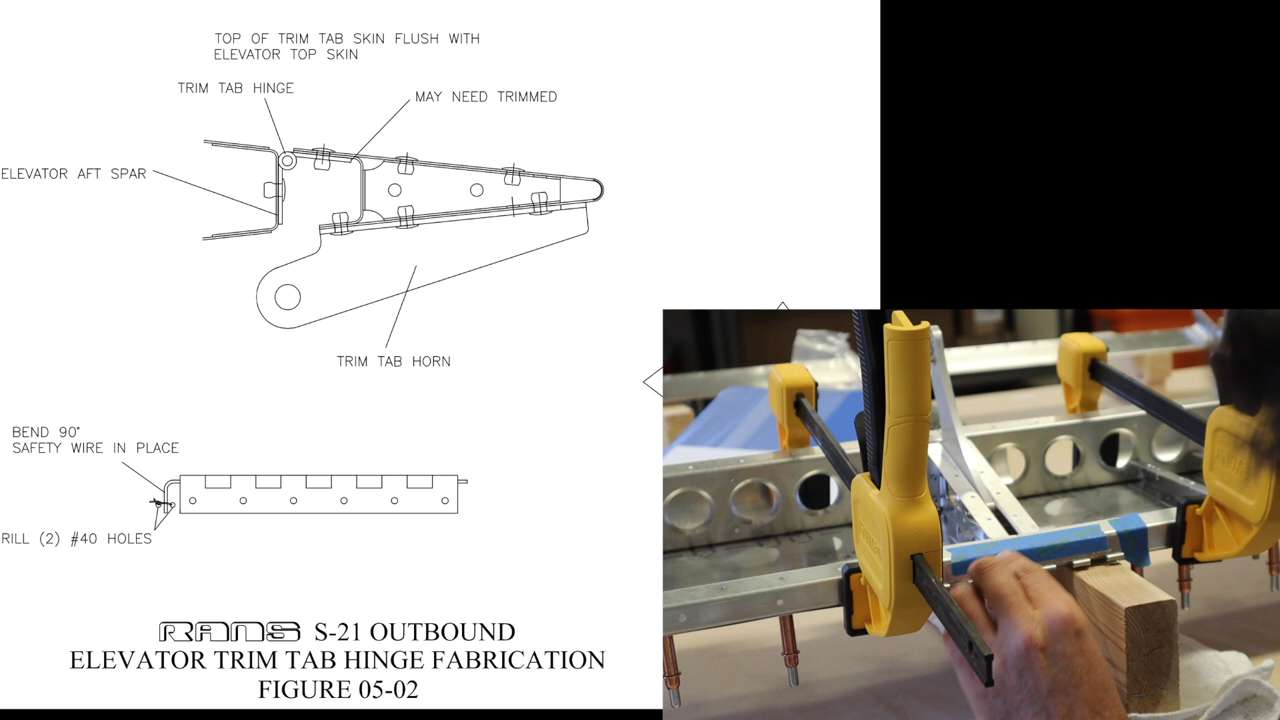 TOP OF TRIM TAB SKIN FLUSH WITH
ELEVATOR TOP SKIN
TRIM TAB HINGE
MAY NEED TRIMMED
ELEVATOR AFT SPAR
TRIM TAB HORN
BEND 90°
SAFETY WIRE IN PLACE
RILL (2) #40 HOLES
RANS S-21 OUTBOUND
ELEVATOR TRIM TAB HINGE FABRICATION
FIGURE 05-02